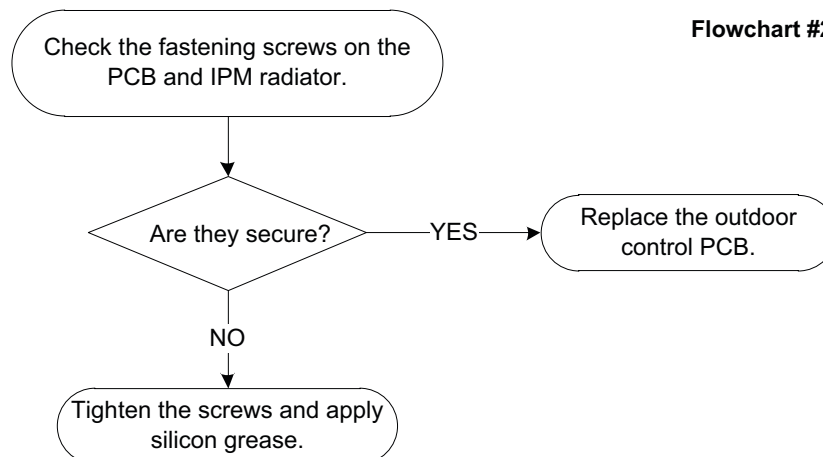 Flowchart #2
Check the fastening screws on the
PCB and IPM radiator.
Are they secure?
YES
Replace the outdoor
control PCB.
NO
Tighten the screws and apply
silicon grease.